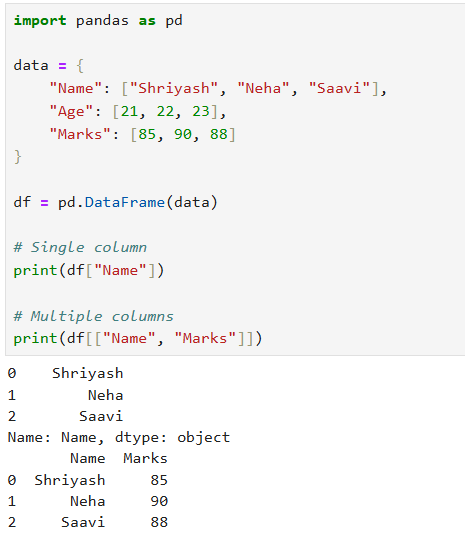 import pandas as pd
data = {
    "Name": ["Shriyash", "Neha", "Saavi"],
    "Age": [21, 22, 23],
    "Marks": [85, 90, 88]
}
df = pd.DataFrame(data)
# Single column
print(df["Name"])
# Multiple columns
print(df[["Name", "Marks"]])
0    Shriyash
1        Neha
2       Saavi
Name: Name, dtype: object
       Name  Marks
0  Shriyash     85
1      Neha     90
2     Saavi     88